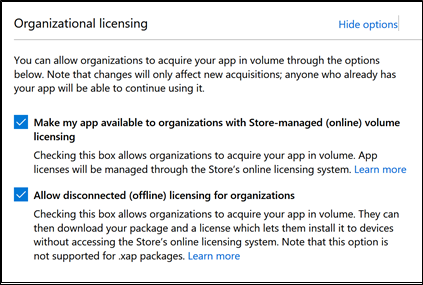 Organizational licensing
Hide options
You can allow organizations to acquire your app in volume through the options
below. Note that changes will only affect new acquisitions; anyone who already has
your app will be able to continue using it.
Make my app available to organizations with Store-managed (online) volume
licensing
Checking this box allows organizations to acquire your app in volume. App
licenses will be managed through the Store's online licensing system. Learn more
Allow disconnected (offline) licensing for organizations
Checking this box allows organizations to acquire your app in volume. They can
then download your package and a license which lets them install it to devices
without accessing the Store's online licensing system. Note that this option is
not supported for .xap packages. Learn more